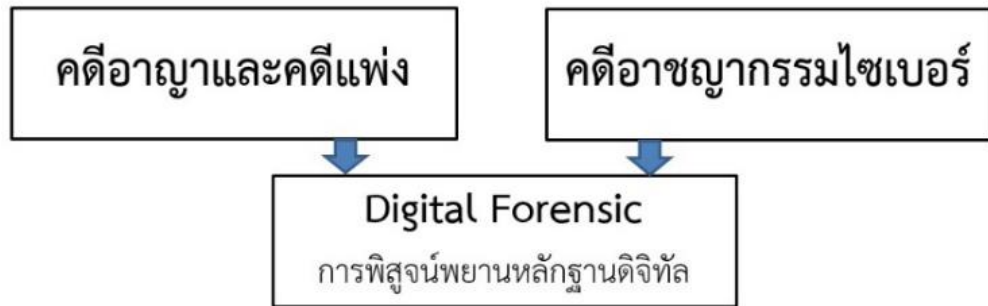 คดีอาญาและคดีแพ่ง
คดีอาชญากรรมไซเบอร์
Digital Forensic
การพิสูจน์พยานหลักฐานดิจิทัล